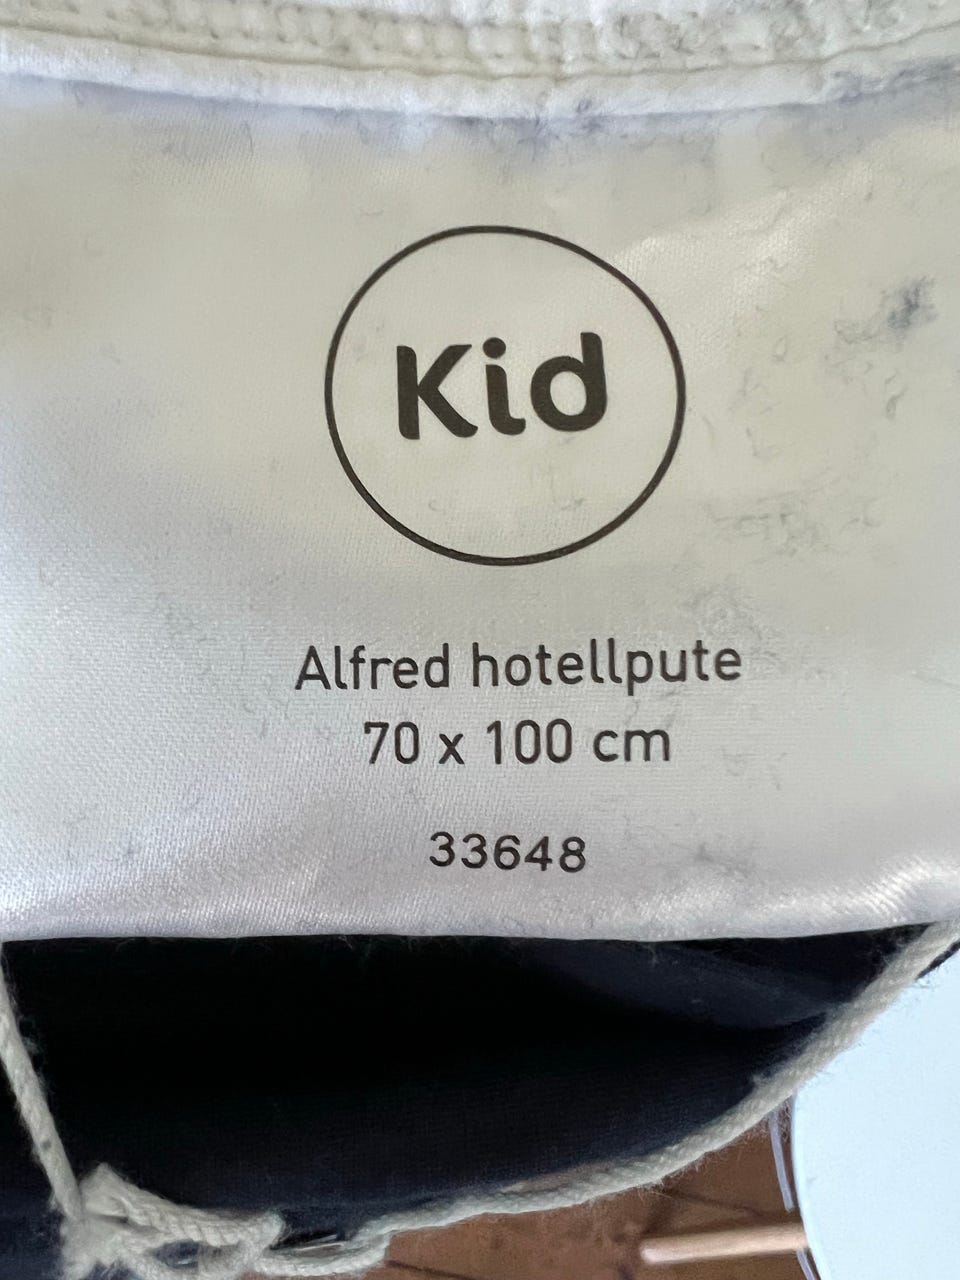 Kid
Alfred hotellpute
70 x 100 cm
33648